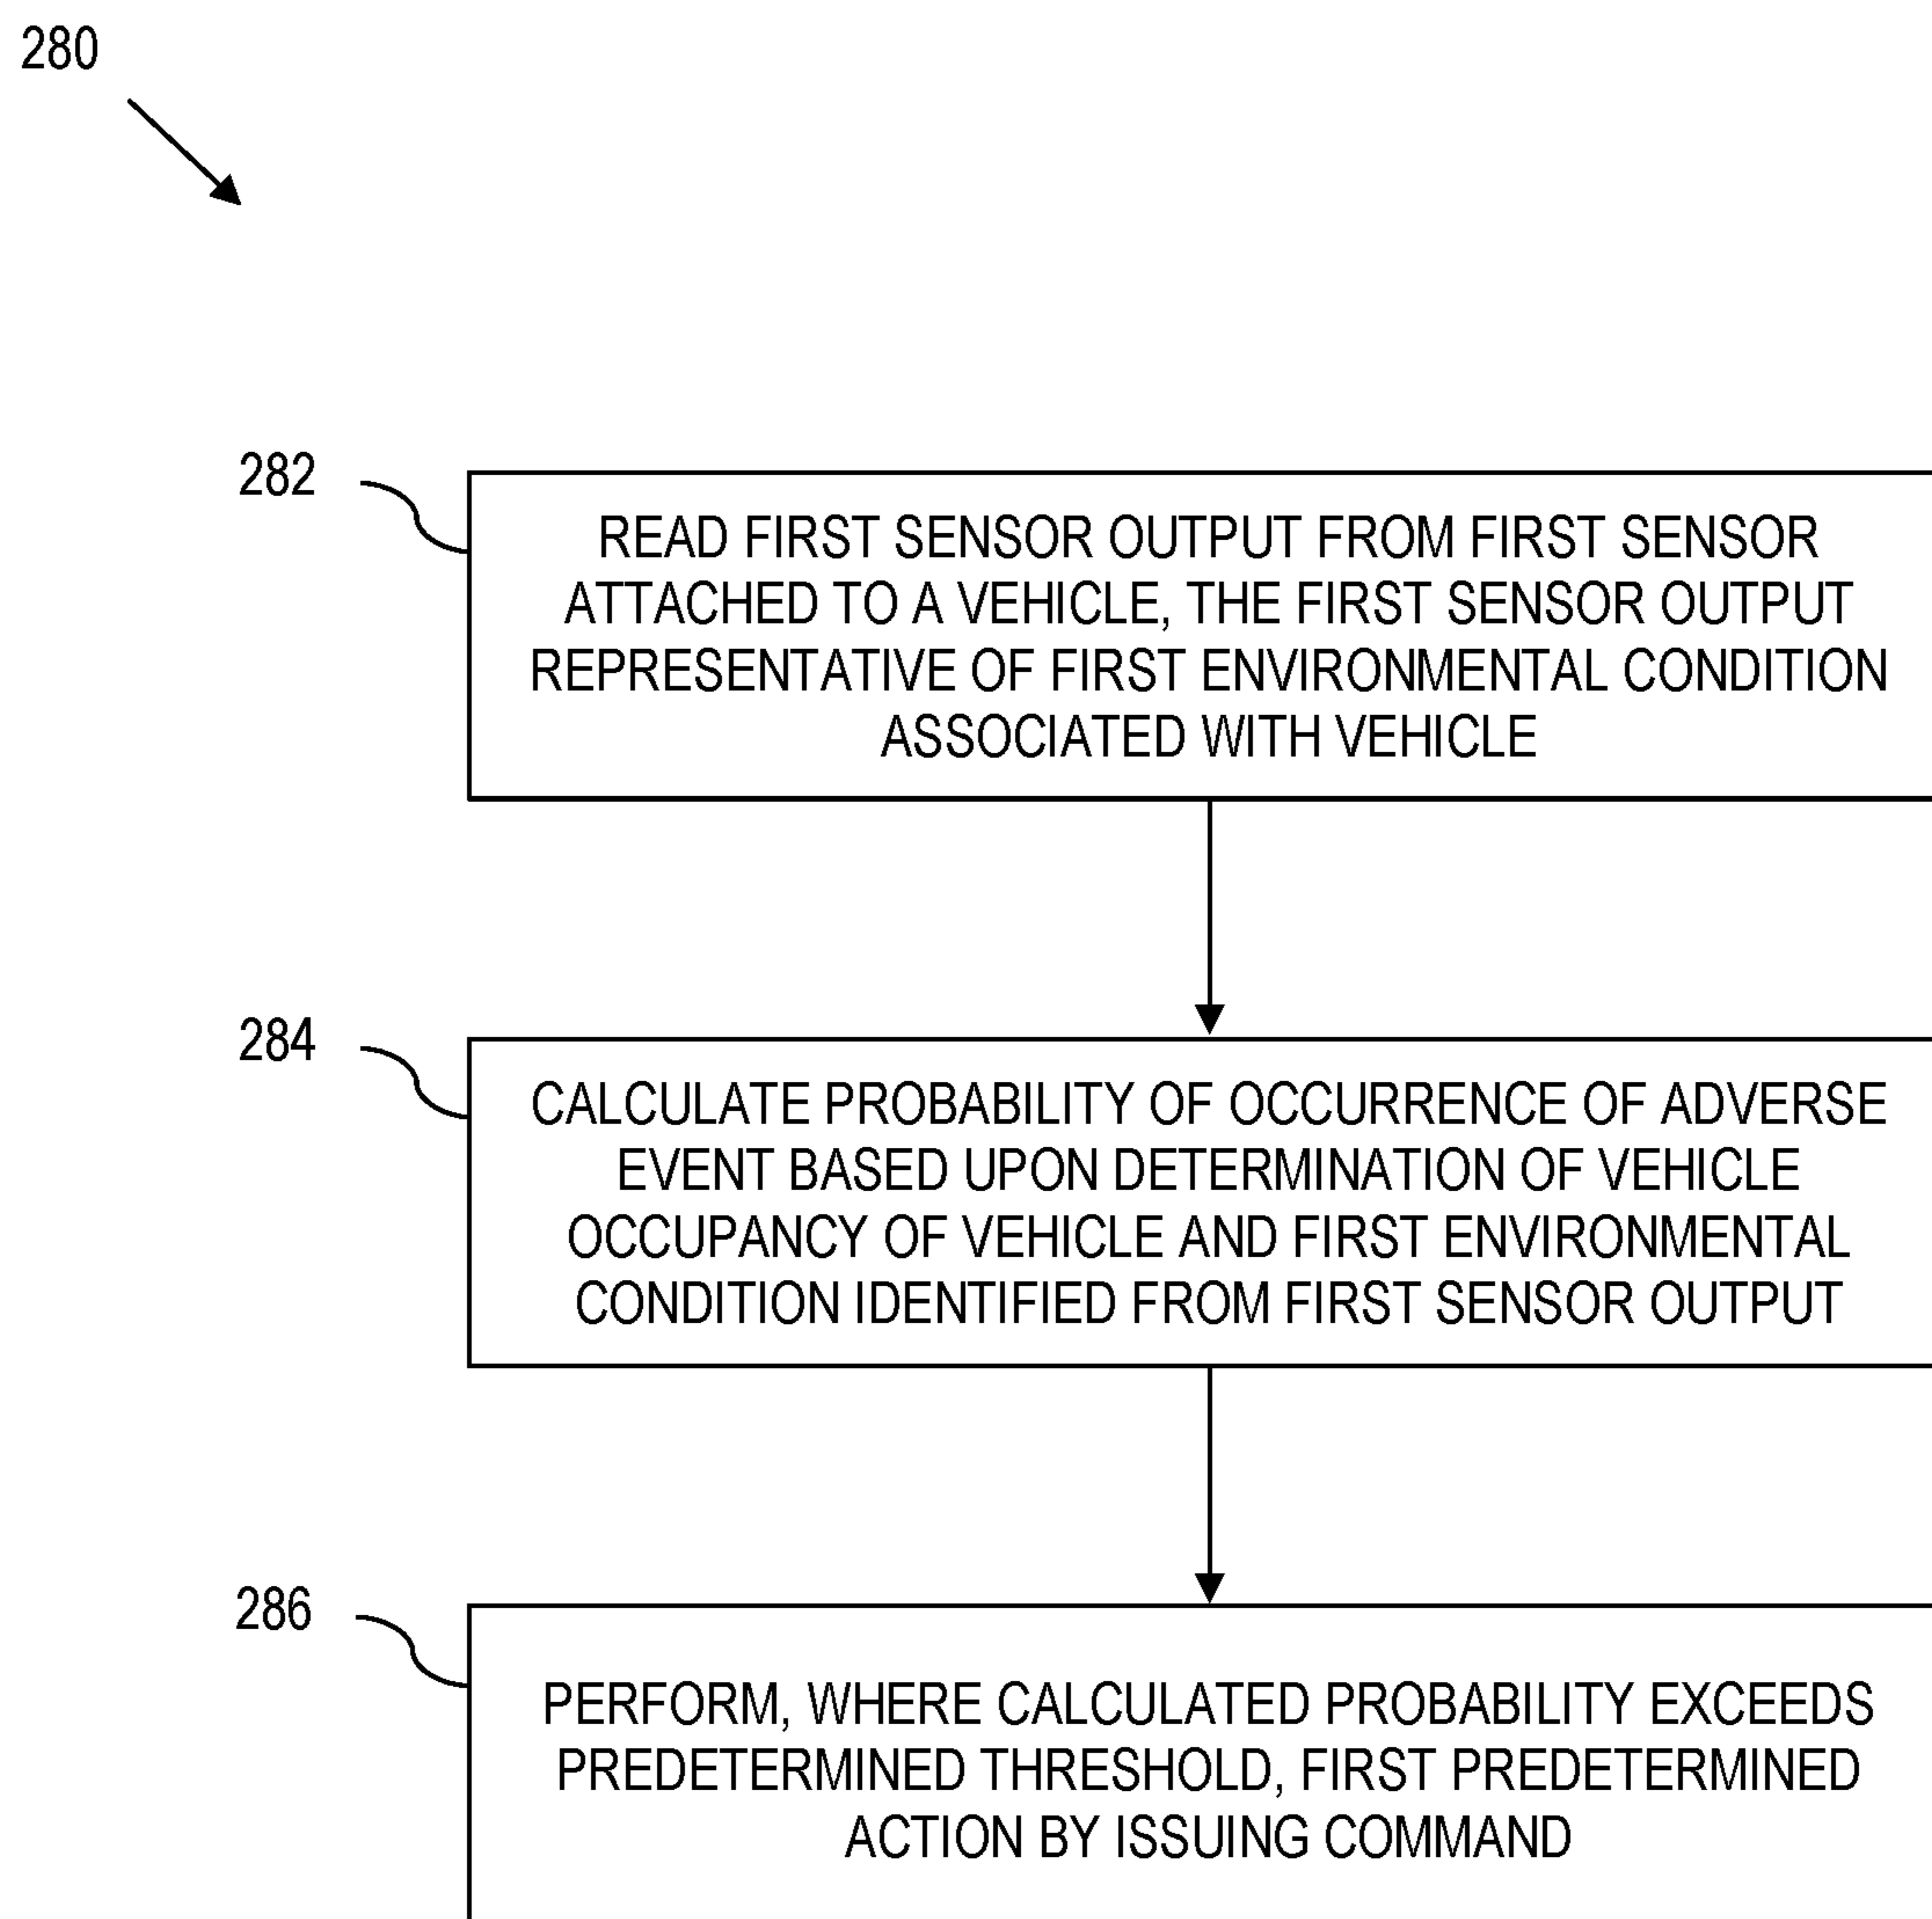 280
282
READ FIRST SENSOR OUTPUT FROM FIRST SENSOR
ATTACHED TO A VEHICLE, THE FIRST SENSOR OUTPUT
REPRESENTATIVE OF FIRST ENVIRONMENTAL CONDITION
ASSOCIATED WITH VEHICLE
284
CALCULATE PROBABILITY OF OCCURRENCE OF ADVERSE
EVENT BASED UPON DETERMINATION OF VEHICLE
OCCUPANCY OF VEHICLE AND FIRST ENVIRONMENTAL
CONDITION IDENTIFIED FROM FIRST SENSOR OUTPUT
286
PERFORM, WHERE CALCULATED PROBABILITY EXCEEDS
PREDETERMINED THRESHOLD, FIRST PREDETERMINED
ACTION BY ISSUING COMMAND